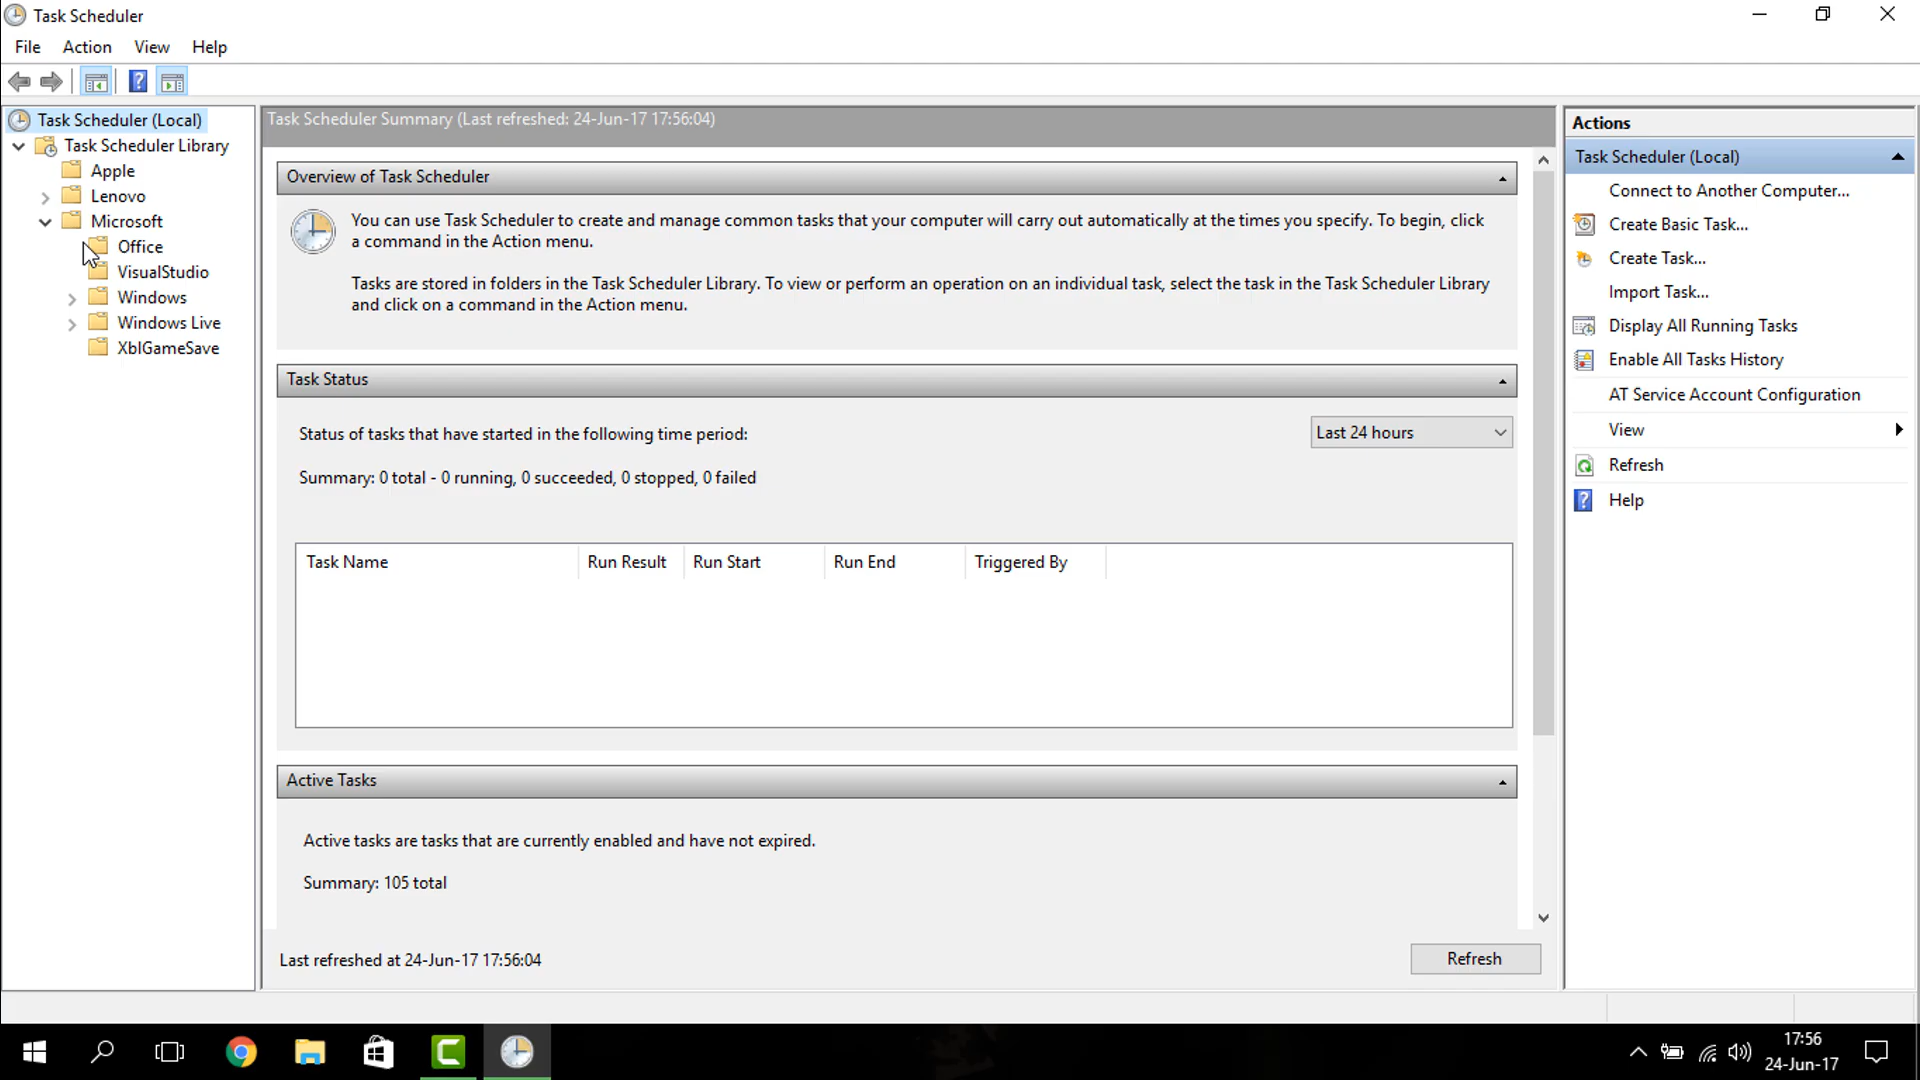 Task Scheduler
File Action View Help
Task Scheduler (Local)
Task Scheduler Library
Apple
Lenovo
Microsoft
Office
VisualStudio
Windows
Windows Live
XblGameSave
Task Scheduler Summary (Last refreshed: 24-Jun-17 17:56:04)
Overview of Task Scheduler
You can use Task Scheduler to create and manage common tasks that your computer will carry out automatically at the times you specify. To begin, click
a command in the Action menu.
Tasks are stored in folders in the Task Scheduler Library. To view or perform an operation on an individual task, select the task in the Task Scheduler Library
and click on a command in the Action menu.
Task Status
Status of tasks that have started in the following time period:
Last 24 hours
Summary: 0 total - 0 running, 0 succeeded, 0 stopped, 0 failed
Task Name Run Result Run Start Run End Triggered By
Active Tasks
Active tasks are tasks that are currently enabled and have not expired.
Summary: 105 total
Last refreshed at 24-Jun-17 17:56:04
Refresh
Actions
Task Scheduler (Local)
Connect to Another Computer...
Create Basic Task...
Create Task...
Import Task...
Display All Running Tasks
Enable All Tasks History
AT Service Account Configuration
View
Refresh
Help
17:56
24-Jun-17